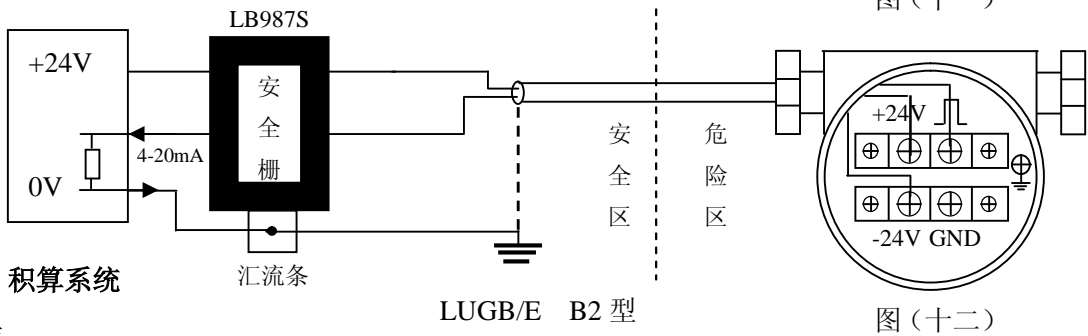 图(十一)
LB987S
+24V
安全栅
4-20mA
0V
安全区
危险区
+24V
-24V GND
汇流条
积算系统
LUGB/E B2 型
图(十二)